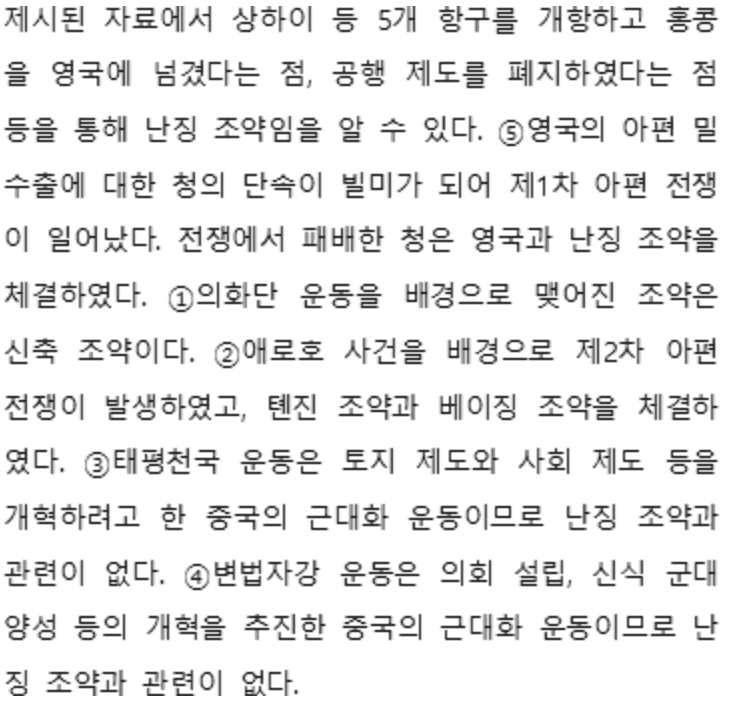 제시된 자료에서 상하이 등 5개 항구를 개항하고 홍콩
을 영국에 넘겼다는 점, 공행 제도를 폐지하였다는 점
등을 통해 난징 조약임을 알 수 있다. ⑤영국의 아편 밀
수출에 대한 청의 단속이 빌미가 되어 제1차 아편 전쟁
이 일어났다. 전쟁에서 패배한 청은 영국과 난징 조약을
체결하였다. ①의화단 운동을 배경으로 맺어진 조약은
신축 조약이다. ②애로호 사건을 배경으로 제2차 아편
전쟁이 발생하였고, 톈진 조약과 베이징 조약을 체결하
였다. ③태평천국 운동은 토지 제도와 사회 제도 등을
개혁하려고 한 중국의 근대화 운동이므로 난징 조약과
관련이 없다. ④변법자강 운동은 의회 설립, 신식 군대
양성 등의 개혁을 추진한 중국의 근대화 운동이므로 난
징 조약과 관련이 없다.